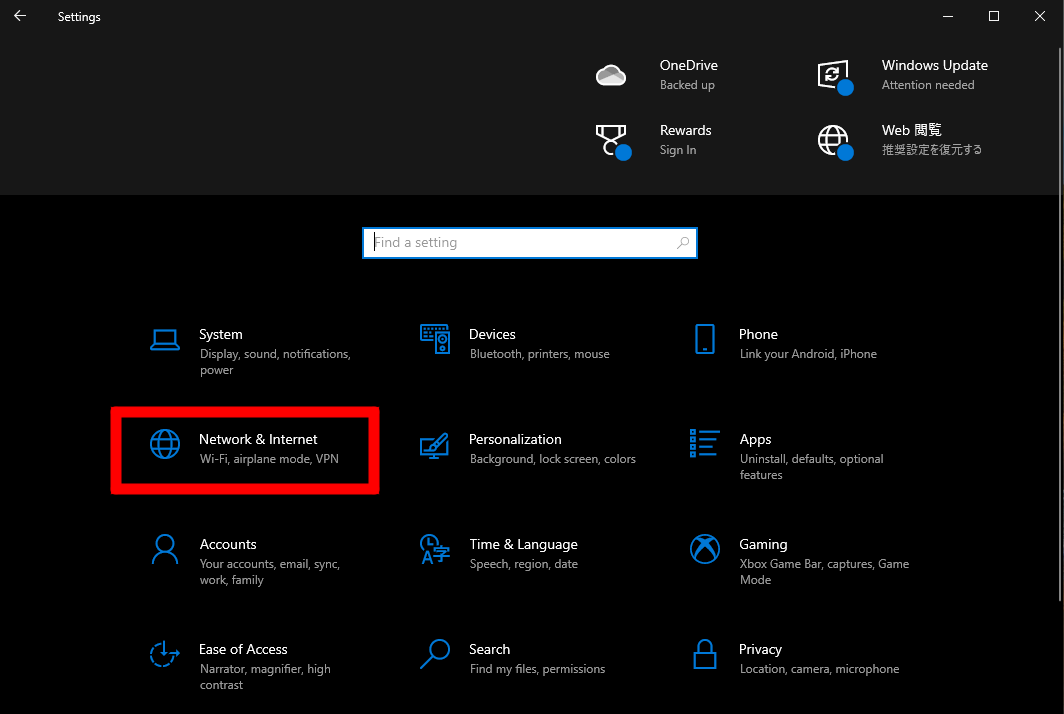 Settings
OneDrive
Backed up
Windows Update
Attention needed
Rewards
Sign In
Web 閲覧
推奨設定を復元する
Find a setting
System
Display, sound, notifications,
power
Devices
Bluetooth, printers, mouse
Phone
Link your Android, iPhone
Network & Internet
Wi-Fi, airplane mode, VPN
Personalization
Background, lock screen, colors
Apps
Uninstall, defaults, optional
features
Accounts
Your accounts, email, sync,
work, family
Time & Language
Speech, region, date
Gaming
Xbox Game Bar, captures, Game
Mode
Ease of Access
Narrator, magnifier, high
contrast
Search
Find my files, permissions
Privacy
Location, camera, microphone